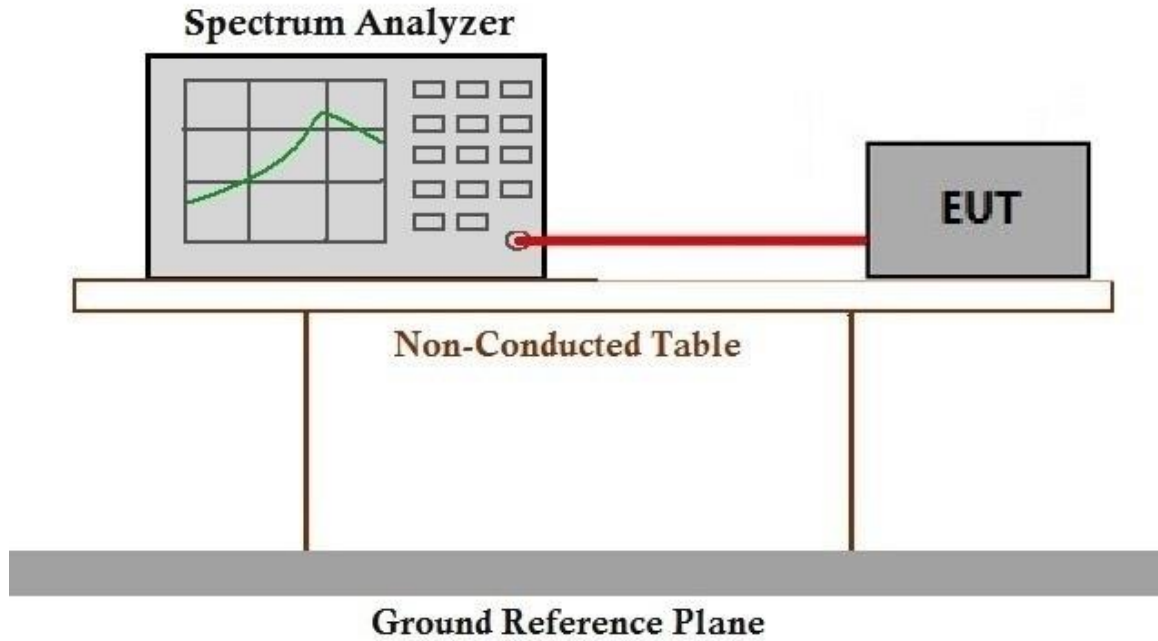 Spectrum Analyzer
EUT
Non-Conducted Table
Ground Reference Plane